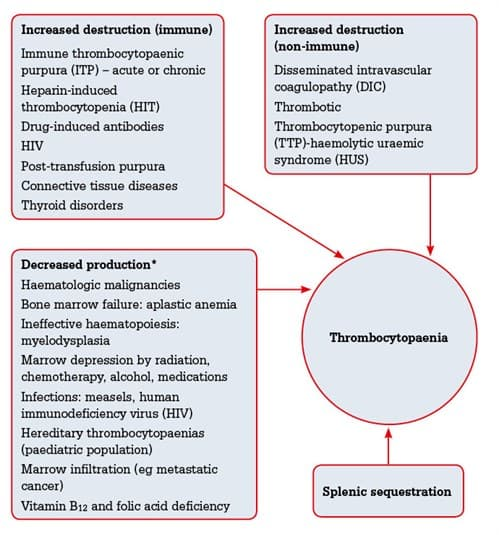 Increased destruction (immune)
Immune thrombocytopaenic
purpura (ITP) – acute or chronic
Heparin-induced
thrombocytopenia (HIT)
Drug-induced antibodies
HIV
Post-transfusion purpura
Connective tissue diseases
Thyroid disorders
Increased destruction
(non-immune)
Disseminated intravascular
coagulopathy (DIC)
Thrombotic
Thrombocytopenic purpura
(TTP)-haemolytic uraemic
syndrome (HUS)
Decreased production*
Haematologic malignancies
Bone marrow failure: aplastic anemia
Ineffective haematopoiesis:
myelodysplasia
Marrow depression by radiation,
chemotherapy, alcohol, medications
Infections: measels, human
immunodeficiency virus (HIV)
Hereditary thrombocytopaenias
(paediatric population)
Marrow infiltration (eg metastatic
cancer)
Vitamin B12 and folic acid deficiency
Thrombocytopaenia
Splenic sequestration